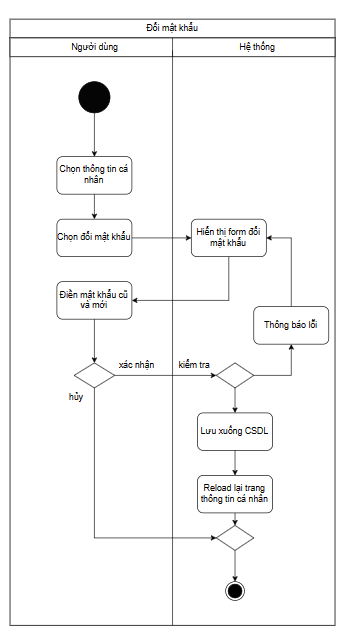 Đổi mật khẩu
Người dùng
Hệ thống
Chọn thông tin cá
nhân
Chọn đổi mật khẩu
Hiển thị form đổi
mật khẩu
Điền mật khẩu cũ
và mới
Thông báo lỗi
xác nhận
kiểm tra
hủy
Lưu xuống CSDL
Reload lại trang
thông tin cá nhân